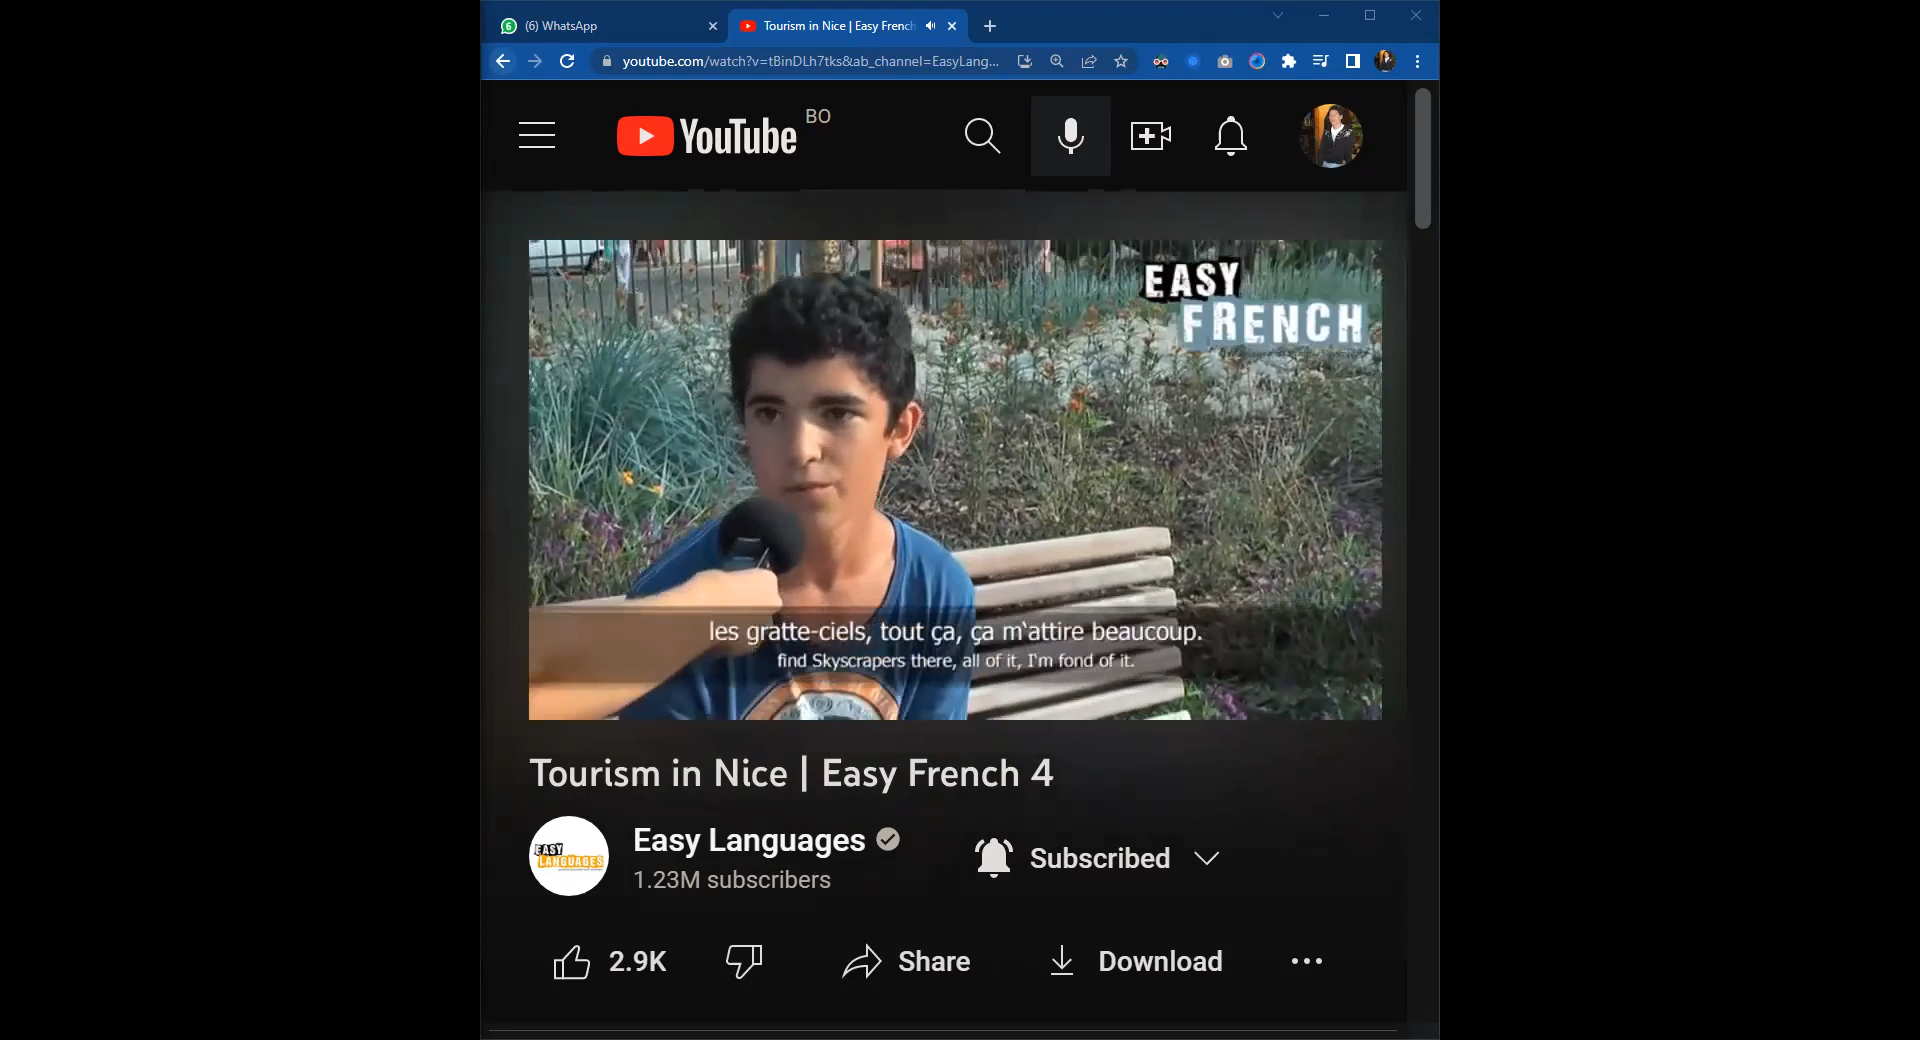 (6) WhatsApp
Tourism in Nice | Easy French
youtube.com/watch?v=tBinDLh7tks&ab_channel=EasyLang...
YouTube
BO
EASY
FRENCH
les gratte-ciels, tout ça, ça m'attire beaucoup.
find Skyscrapers there, all of it, I'm fond of it.
Tourism in Nice | Easy French 4
EASY
LANGUAGES
Easy Languages
1.23M subscribers
Subscribed
2.9K
Share
Download